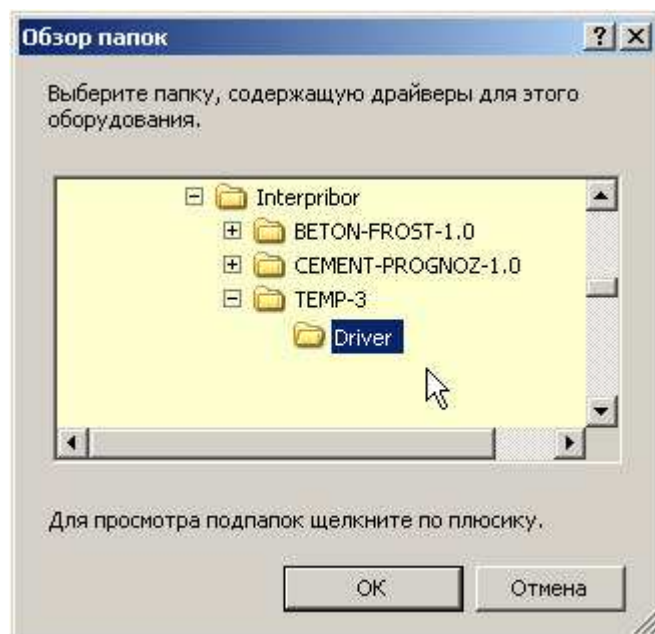 Обзор папок
Выберите папку, содержащую драйверы для этого
оборудования.
Interpribor
BETON-FROST-1.0
CEMENT-PROGNOZ-1.0
TEMP-3
Driver
Для просмотра подпапок щелкните по плюсику.
ОК
Отмена